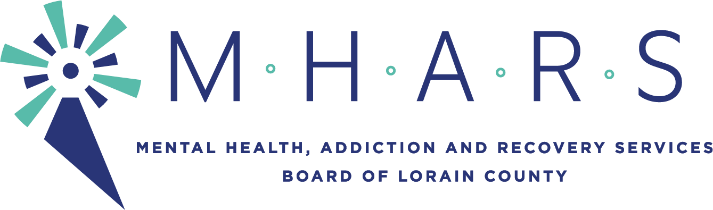 M∘H∘A∘R∘S
MENTAL HEALTH, ADDICTION AND RECOVERY SERVICES
BOARD OF LORAIN COUNTY